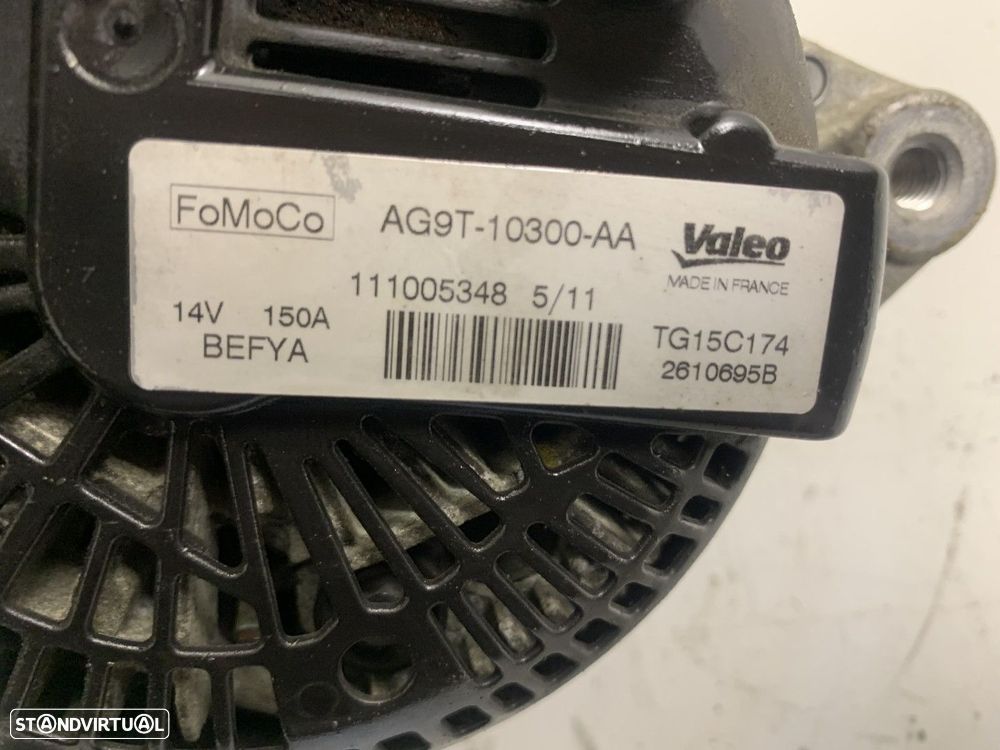 FoMoCo AG9T-10300-AA Valeo
MADE IN FRANCE
111005348 5/11
14V 150A
TG15C174
BEFYA
2610695B
STANDVIRTUAL